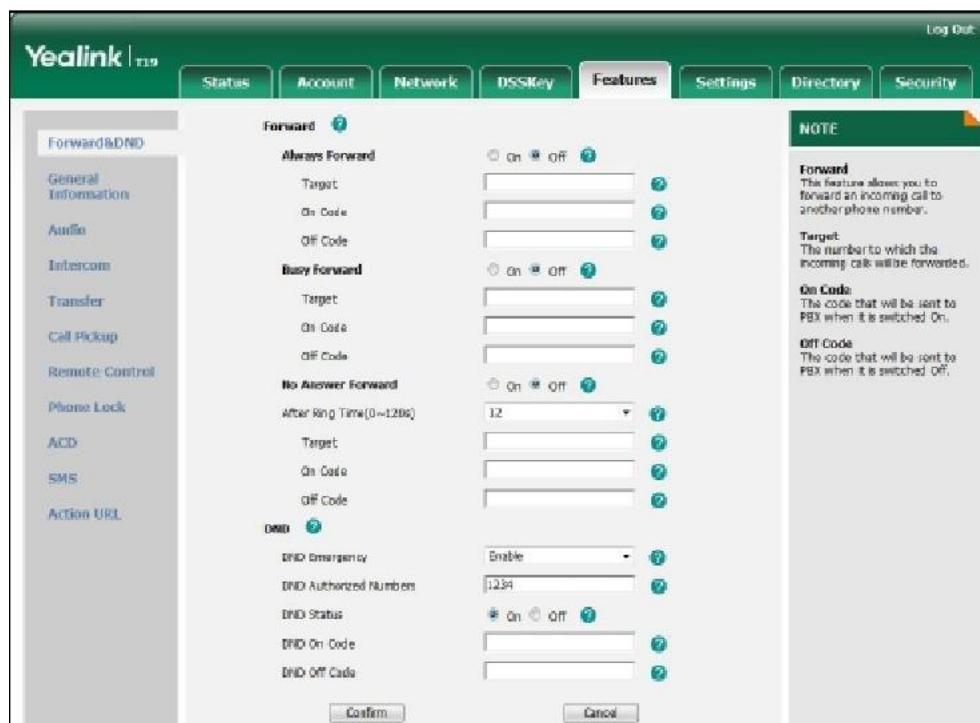 Log Out
Yealink T19
Status Account Network DSSKey Features Settings Directory Security
Forward&DND
General Information
Audio
Intercom
Transfer
Call Pickup
Remote Control
Phone Lock
ACD
SMS
Action URL
Forward ?
Always Forward On Off ?
Target ?
On Code ?
Off Code ?
Busy Forward On Off ?
Target ?
On Code ?
Off Code ?
No Answer Forward On Off ?
After Ring Time(0~120s) 12 ?
Target ?
On Code ?
Off Code ?
DND ?
DND Emergency Enable ?
DND Authorized Numbers 1234 ?
DND Status On Off ?
DND On Code ?
DND Off Code ?
Confirm Cancel
NOTE
Forward
This feature allows you to
forward an incoming call to
another phone number.
Target
The number to which the
incoming calls will be forwarded.
On Code
The code that will be sent to
PBX when it is switched On.
Off Code
The code that will be sent to
PBX when it is switched Off.